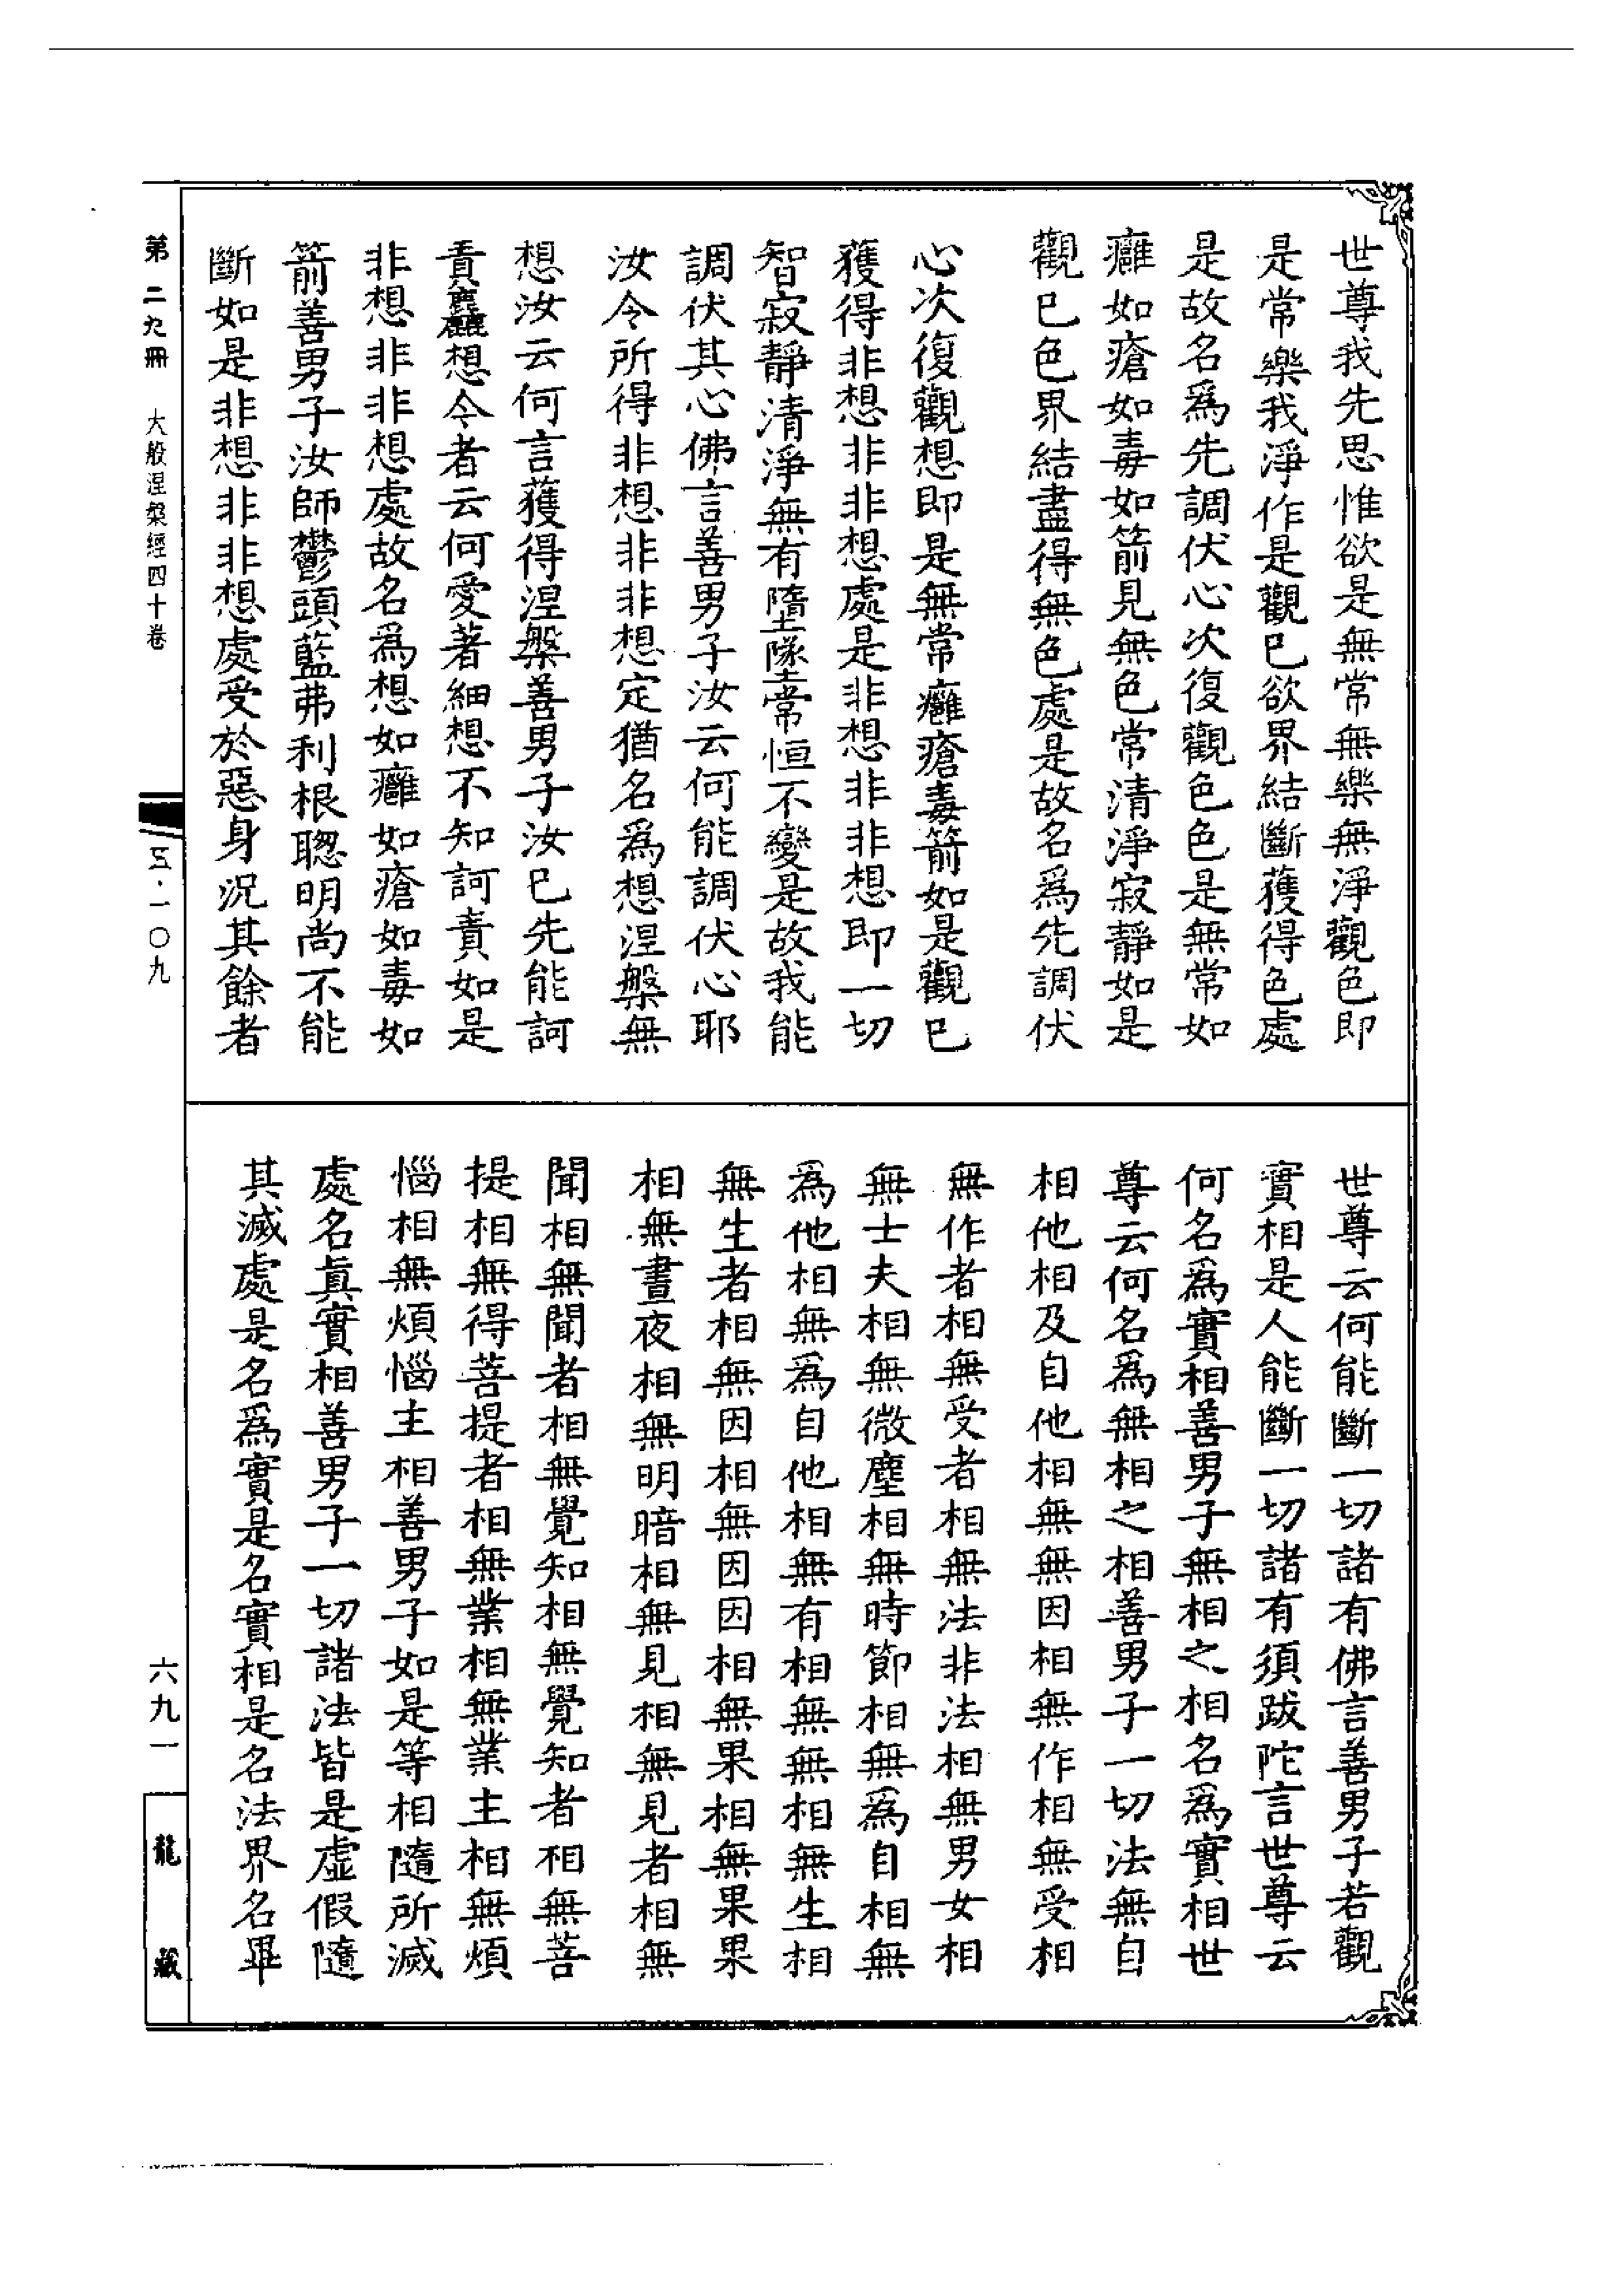 世尊我先思惟欲是無常無樂無淨觀色即
是常樂我淨作是觀已欲界結斷獲得色處
是故名爲先調伏心次復觀色色是無常如
癰如瘡如毒如箭見無色常清淨寂靜如是
觀已色界結盡得無色處是故名爲先調伏
心次復觀想即是無常癰瘡毒箭如是觀已
獲得非想非非想處是非想非非想即一切
智寂靜清淨無有墮墜常恒不變是故我能
調伏其心佛言善男子汝云何能調伏心耶
汝今所得非想非非想定猶名爲想涅槃無
想汝云何言獲得涅槃善男子汝已先能訶
責麤想今者云何愛著細想不知訶責如是
非想非非想處故名爲想如癰如瘡如毒如
箭善男子汝師鬱頭藍弗利根聰明尚不能
斷如是非想非非想處受於惡身況其餘者
世尊云何能斷一切諸有佛言善男子若觀
實相是人能斷一切諸有須跋陀言世尊云
何名爲實相善男子無相之相名爲實相世
尊云何名爲無相之相善男子一切法無自
相他相及自他相無無因相無作相無受相
無作者相無受者相無法非法相無男女相
無士夫相無微塵相無時節相無爲自相無
爲他相無爲自他相無有相無無相無生相
無生者相無因相無因因相無果相無果果
相無晝夜相無明暗相無見相無見者相無
聞相無聞者相無覺知相無覺知者相無菩
提相無得菩提者相無業相無業主相無煩
惱相無煩惱主相善男子如是等相隨所滅
處名眞實相善男子一切諸法皆是虛假隨
其滅處是名爲實是名實相是名法界名畢
第二九冊 大般涅槃經四十卷
五·一〇九
六九一
龍藏